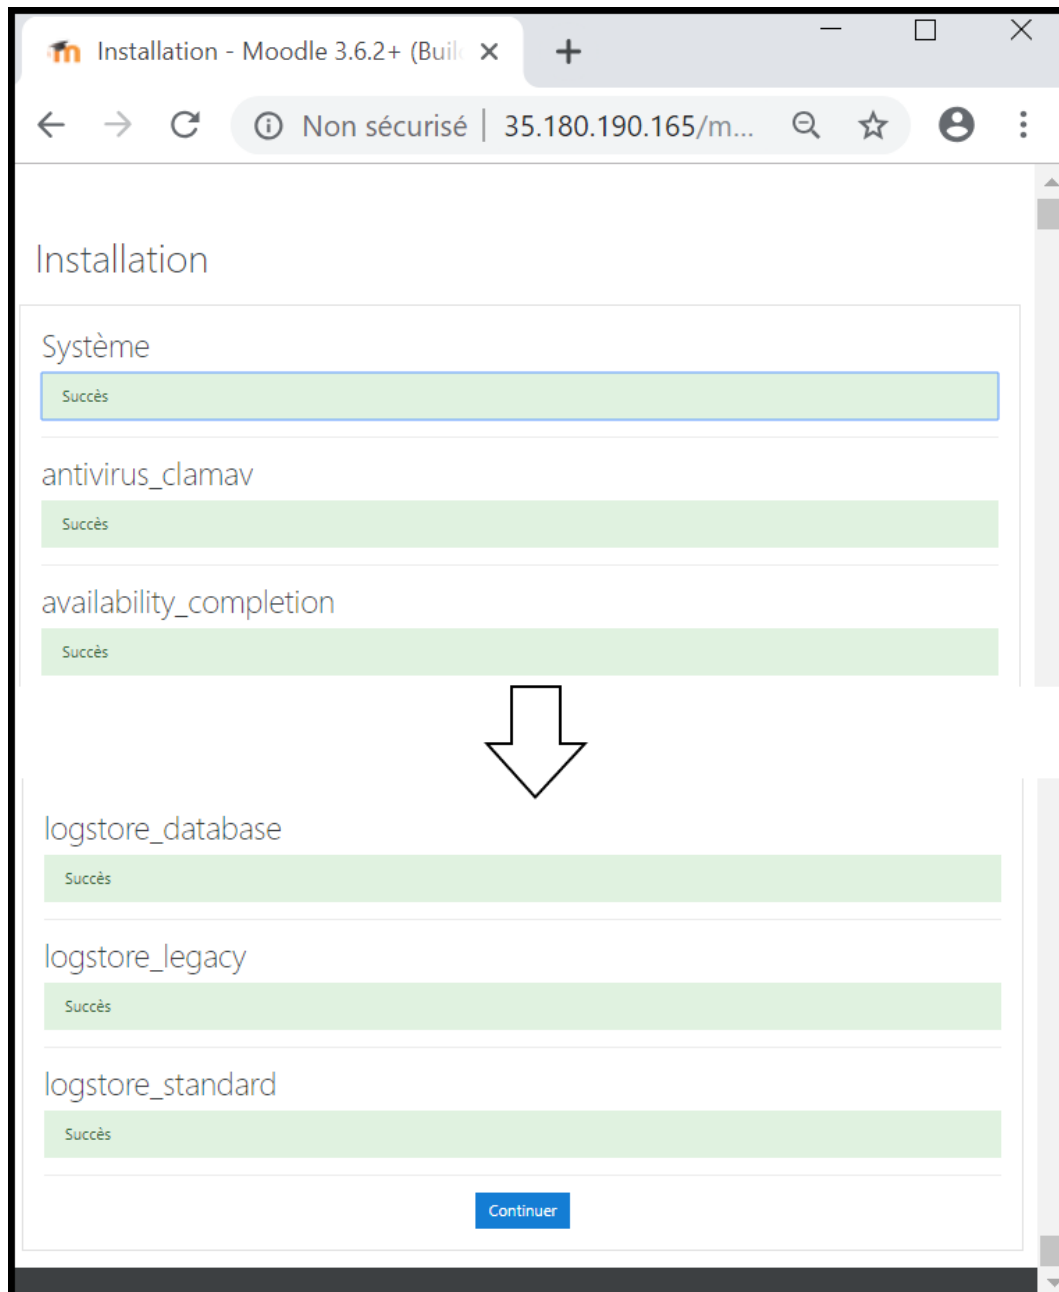 Installation - Moodle 3.6.2+ (Buil
Non sécurisé | 35.180.190.165/m...
Installation
Système
Succès
antivirus_clamav
Succès
availability_completion
Succès
logstore_database
Succès
logstore_legacy
Succès
logstore_standard
Succès
Continuer